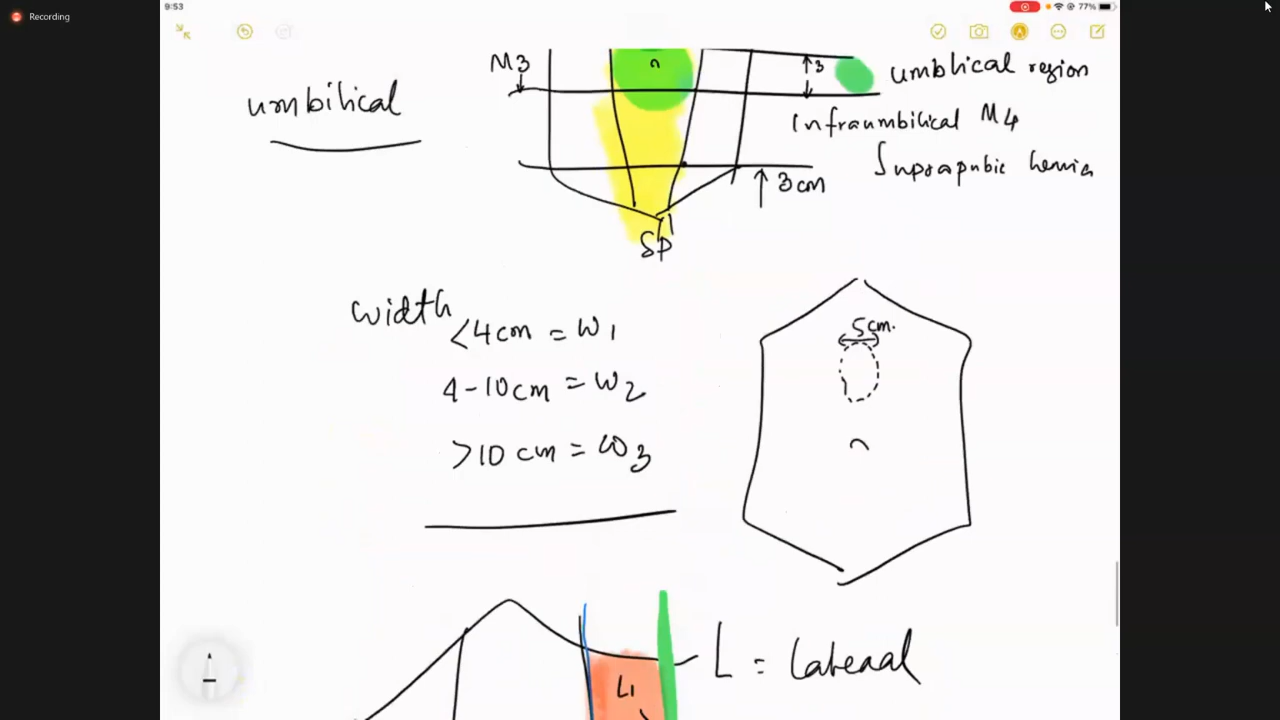 Recording
9:53
77%
M3
n
3
umbilical region
umbilical
Infraumbilical M4
Suprapubic hernia
3cm
SP
width
<4cm = W1
4-10cm = W2
>10 cm = W3
5cm.
L = Lateral
L1